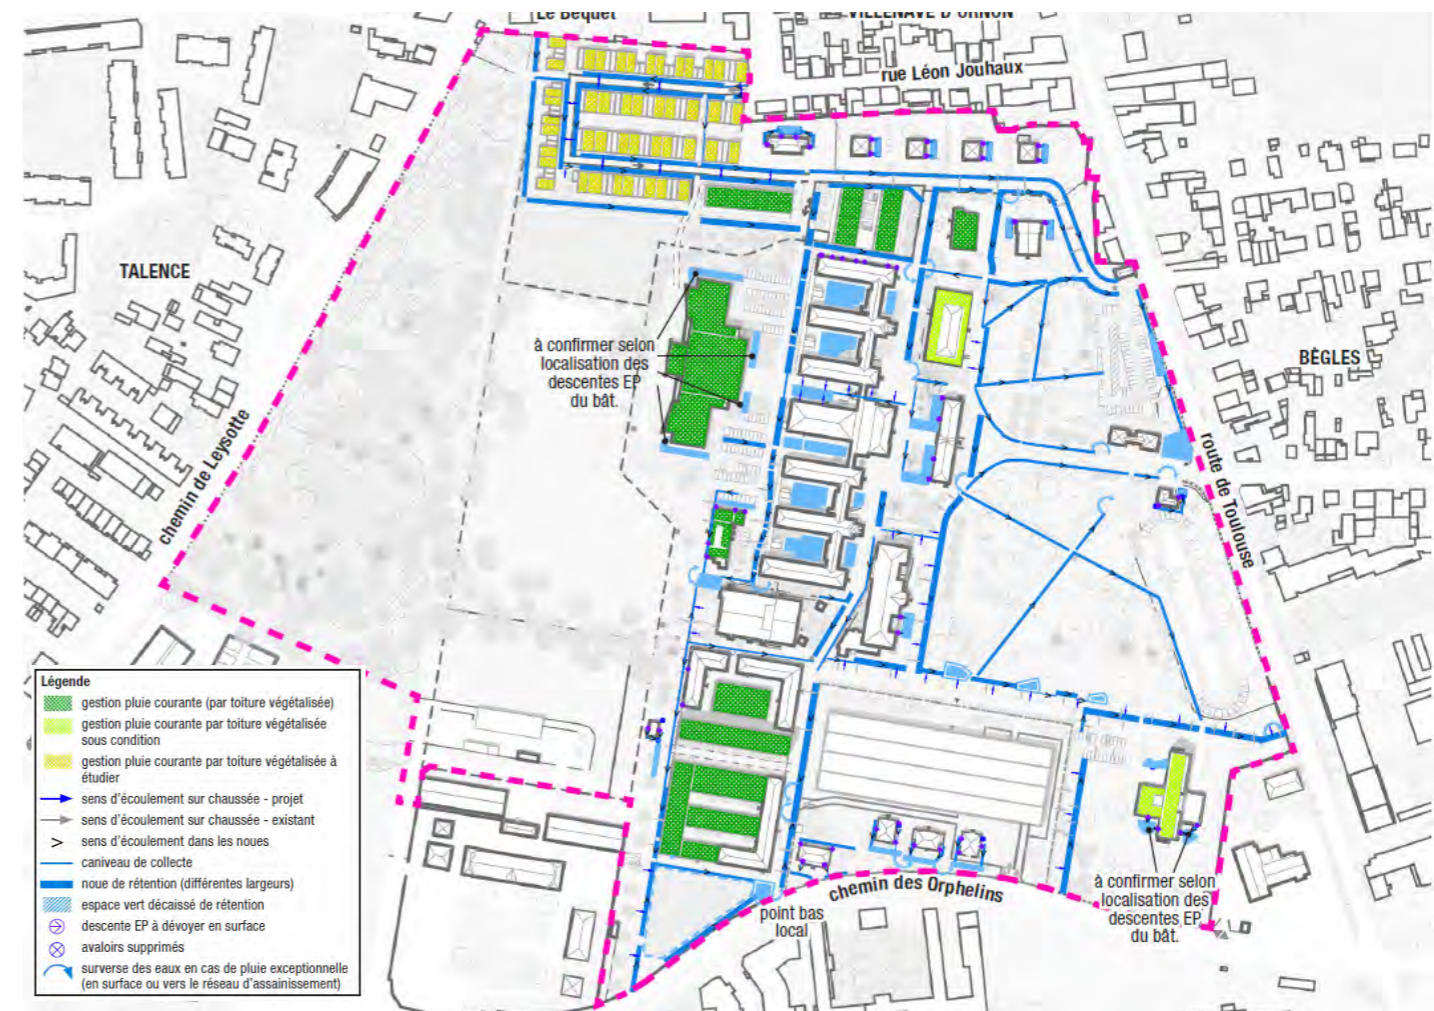 Le Béquet
VILLENAVE D'ORNON
rue Léon Jouhaux
TALENCE
BÈGLES
à confirmer selon
localisation des
descentes EP
du bât.
chemin de Leysotte
route de Toulouse
Légende
gestion pluie courante (par toiture végétalisée)
gestion pluie courante par toiture végétalisée
sous condition
gestion pluie courante par toiture végétalisée à
étudier
sens d'écoulement sur chaussée - projet
sens d'écoulement sur chaussée - existant
sens d'écoulement dans les noues
caniveau de collecte
noue de rétention (différentes largeurs)
espace vert décaissé de rétention
descente EP à dévoyer en surface
avaloirs supprimés
surverse des eaux en cas de pluie exceptionnelle
(en surface ou vers le réseau d'assainissement)
chemin des Orphelins
point bas
local
à confirmer selon
localisation des
descentes EP
du bât.